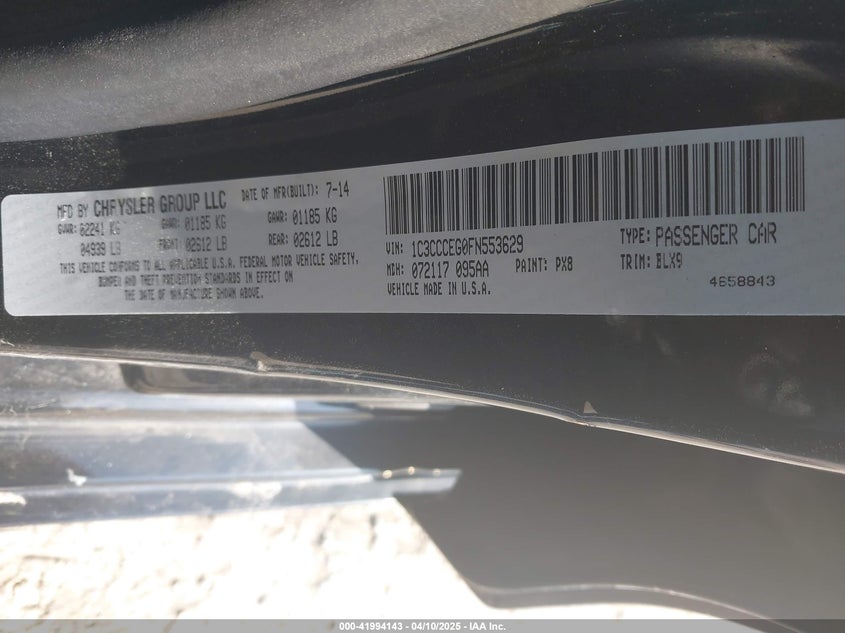 MFD BY CHRYSLER GROUP LLC DATE OF MFR(BUILT): 7-14
GVWR: 02241 KG GAWR: 01185 KG GAWR: 01185 KG
04939 LB FRONT: 02612 LB REAR: 02612 LB
THIS VEHICLE CONFORMS TO ALL APPLICABLE U.S.A. FEDERAL MOTOR VEHICLE SAFETY,
BUMPER AND THEFT PREVENTION STANDARDS IN EFFECT ON
THE DATE OF MANUFACTURE SHOWN ABOVE.
VIN: 1C3CCCEG0FN553629 TYPE: PASSENGER CAR
MDH: 072117 095AA PAINT: PX8 TRIM: BLX9
VEHICLE MADE IN U.S.A. 4658843
000-41994143 - 04/10/2025 - IAA Inc.